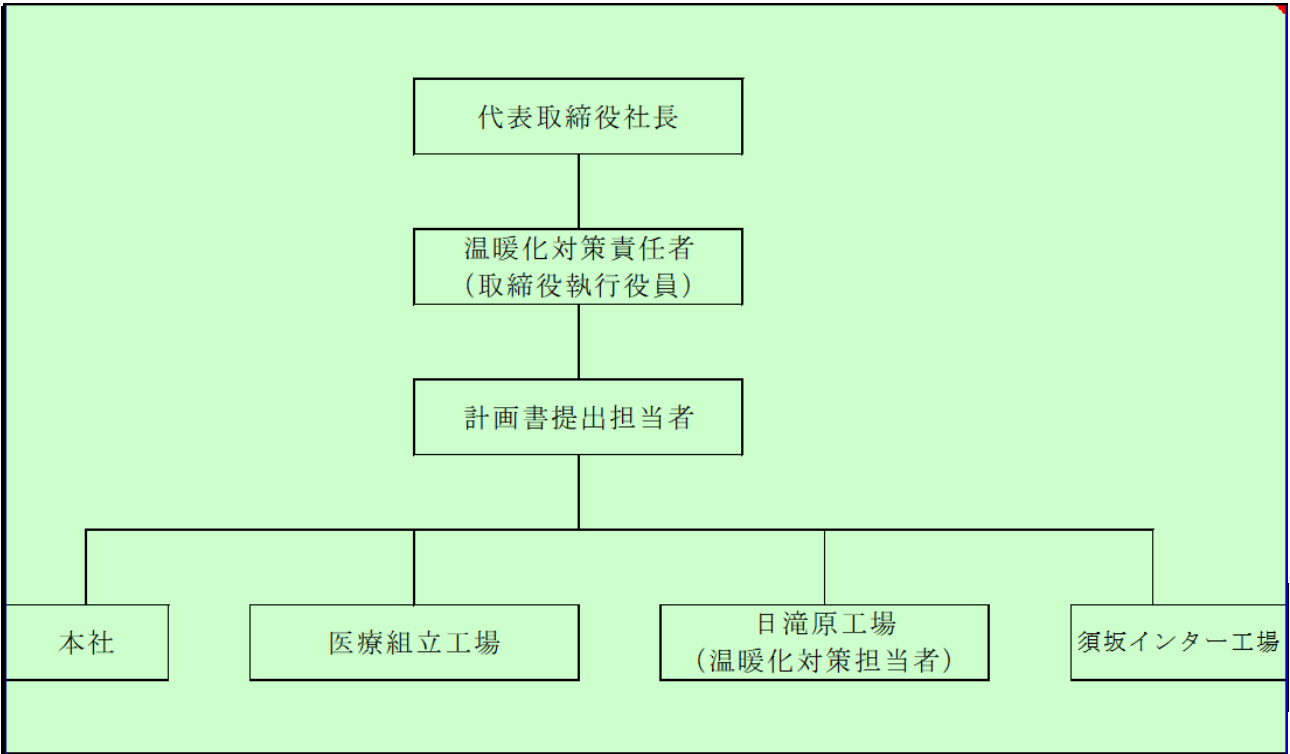 代表取締役社長
温暖化対策責任者
（取締役執行役員）
計画書提出担当者
本社
医療組立工場
日滝原工場
（温暖化対策担当者）
須坂インター工場